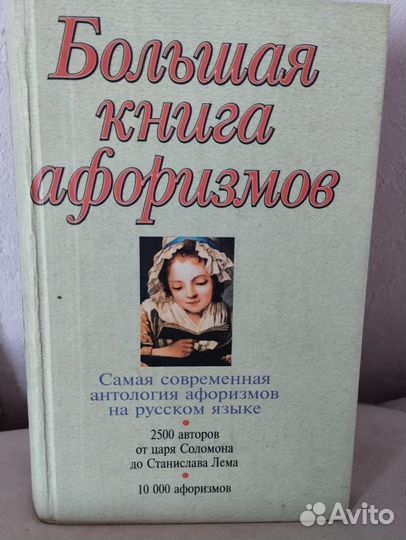 Большая
книга
афоризмов
Самая современная
антология афоризмов
на русском языке
•
2500 авторов
от царя Соломона
до Станислава Лема
•
10 000 афоризмов
Avito